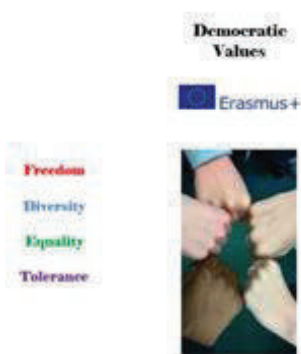 Democratic
Values
Erasmus+
Freedom
Diversity
Equality
Tolerance